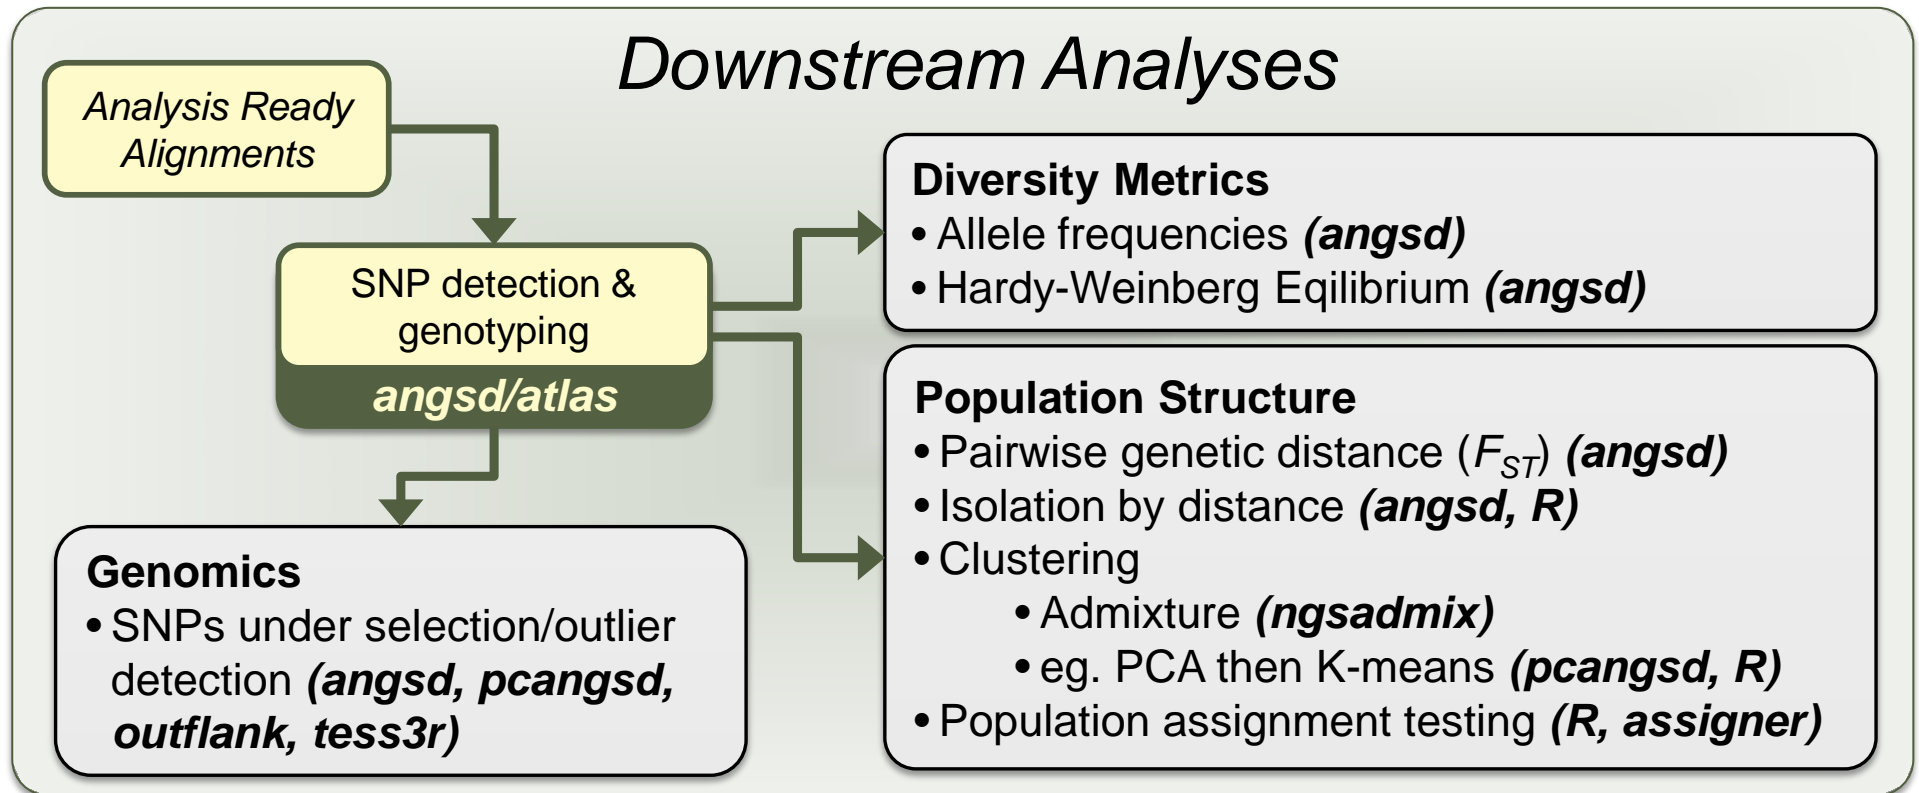 Downstream Analyses
Analysis Ready
Alignments
SNP detection &
genotyping
angsd/atlas
Diversity Metrics
• Allele frequencies (angsd)
• Hardy-Weinberg Eqilibrium (angsd)
Population Structure
• Pairwise genetic distance (FST) (angsd)
• Isolation by distance (angsd, R)
• Clustering
• Admixture (ngsadmix)
• eg. PCA then K-means (pcangsd, R)
• Population assignment testing (R, assigner)
Genomics
• SNPs under selection/outlier
detection (angsd, pcangsd,
outflank, tess3r)